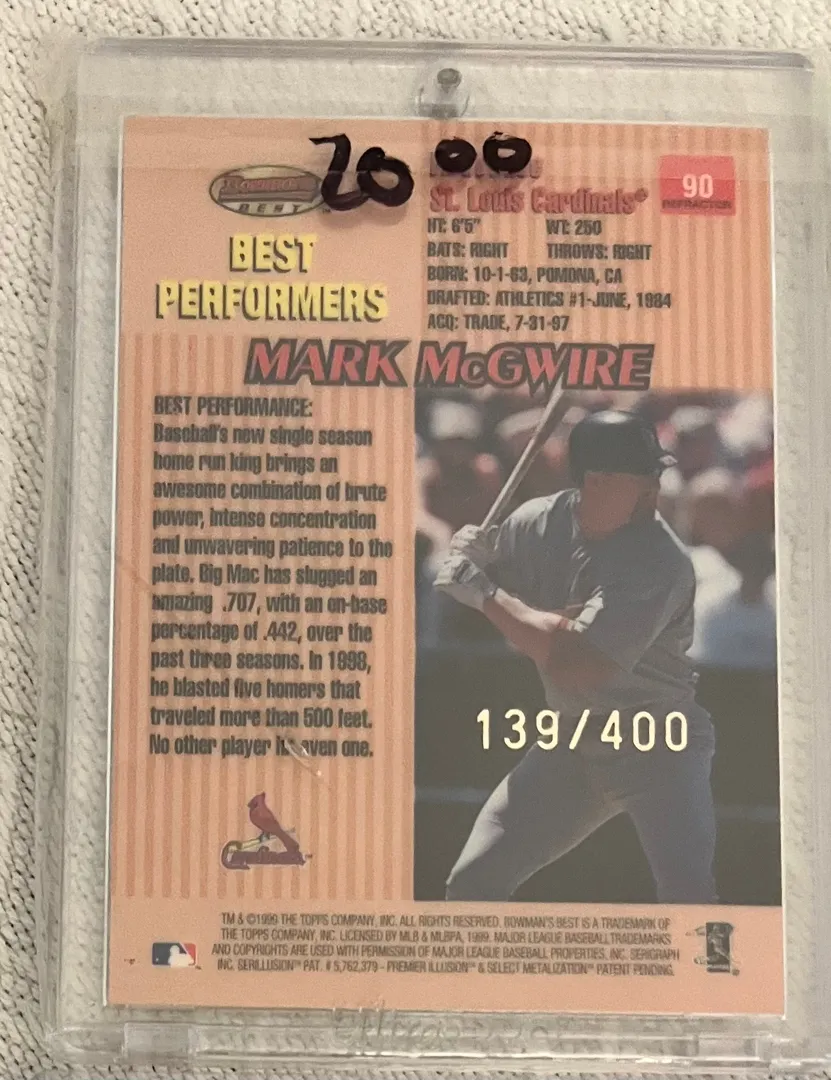 20 00
BOWMAN'S
BEST
St. Louis Cardinals®
90
REFRACTOR
HT: 6'5" WT: 250
BATS: RIGHT THROWS: RIGHT
BORN: 10-1-63, POMONA, CA
DRAFTED: ATHLETICS #1-JUNE, 1984
ACQ: TRADE, 7-31-97
BEST
PERFORMERS
MARK McGWIRE
BEST PERFORMANCE:
Baseball's new single season
home run king brings an
awesome combination of brute
power, intense concentration
and unwavering patience to the
plate. Big Mac has slugged an
amazing .707, with an on-base
percentage of .442, over the
past three seasons. In 1998,
he blasted five homers that
traveled more than 500 feet.
No other player hit even one.
139/400
Cardinals™
TM & ©1999 THE TOPPS COMPANY, INC. ALL RIGHTS RESERVED. BOWMAN'S BEST IS A TRADEMARK OF
THE TOPPS COMPANY, INC. LICENSED BY MLB & MLBPA, 1999. MAJOR LEAGUE BASEBALL TRADEMARKS
AND COPYRIGHTS ARE USED WITH PERMISSION OF MAJOR LEAGUE BASEBALL PROPERTIES, INC. SERIGRAPH
INC. SERILLUSION™ PAT. # 5,762,379 - PREMIER ILLUSION™ & SELECT METALIZATION™ PATENT PENDING.